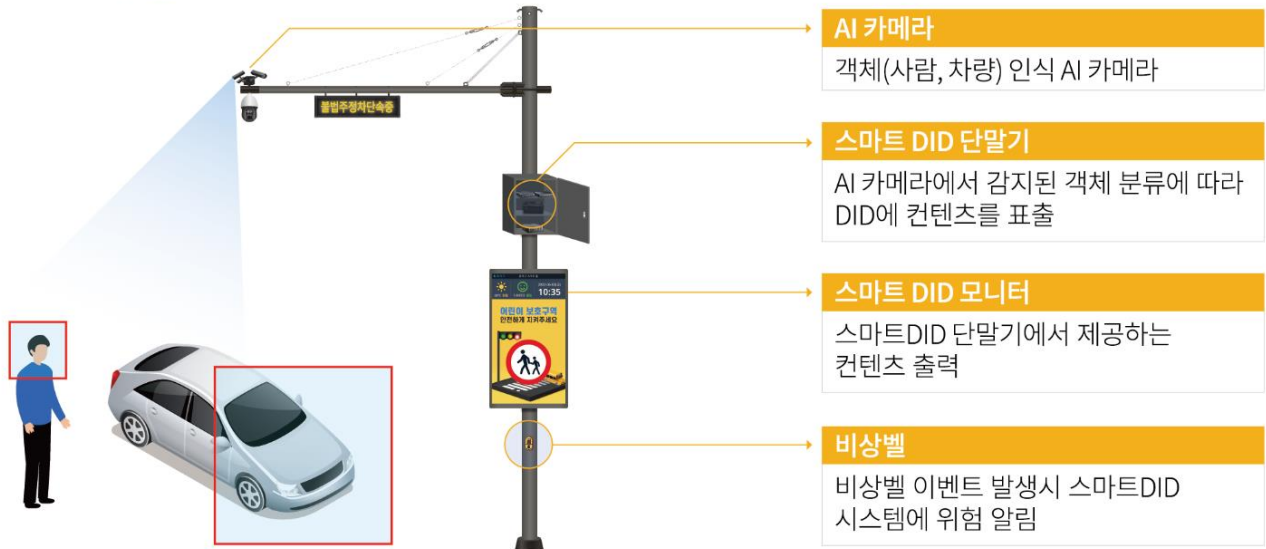 AI 카메라
객체(사람, 차량) 인식 AI 카메라
불법주정차단속중
스마트 DID 단말기
AI 카메라에서 감지된 객체 분류에 따라
DID에 컨텐츠를 표출
10:35
어린이 보호구역
안전하게 지켜주세요
스마트 DID 모니터
스마트DID 단말기에서 제공하는
컨텐츠 출력
비상벨
비상벨 이벤트 발생시 스마트DID
시스템에 위험 알림